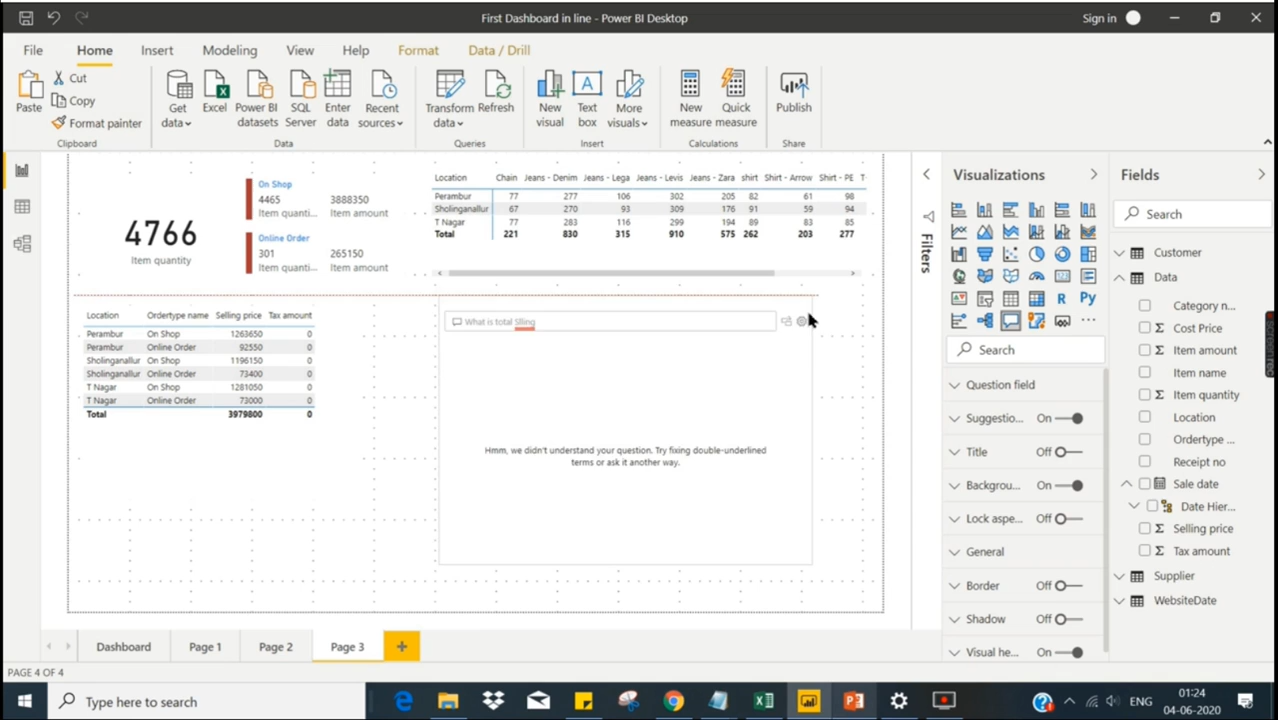 First Dashboard in line - Power BI Desktop
Sign in
File Home Insert Modeling View Help Format Data / Drill
Paste
Cut
Copy
Format painter
Get data
Excel
Power BI datasets
SQL Server
Enter data
Recent sources
Transform data
Refresh
New visual
Text box
More visuals
New measure
Quick measure
Publish
Clipboard Data Queries Insert Calculations Share
4766
Item quantity
On Shop
4465 3888350
Item quanti... Item amount
Online Order
301 265150
Item quanti... Item amount
Location Chain Jeans - Denim Jeans - Lega Jeans - Levis Jeans - Zara shirt Shirt - Arrow Shirt - PE T-
Perambur 77 277 106 302 205 82 61 98
Sholinganallur 67 270 93 309 176 91 59 94
T Nagar 77 283 116 299 194 89 83 85
Total 221 830 315 910 575 262 203 277
Location Ordertype name Selling price Tax amount
Perambur On Shop 1263650 0
Perambur Online Order 92550 0
Sholinganallur On Shop 1196150 0
Sholinganallur Online Order 73400 0
T Nagar On Shop 1281050 0
T Nagar Online Order 73000 0
Total 3979800 0
What is total Slling
Hmm, we didn't understand your question. Try fixing double-underlined
terms or ask it another way.
Filters
Visualizations
R Py
Search
Question field
Suggestio... On
Title Off
Backgrou... On
Lock aspe... Off
General
Border Off
Shadow Off
Visual he... On
Fields
Search
Customer
Data
Category n...
Cost Price
Item amount
Item name
Item quantity
Location
Ordertype ...
Receipt no
Sale date
Date Hier...
Selling price
Tax amount
Supplier
WebsiteDate
Dashboard Page 1 Page 2 Page 3
PAGE 4 OF 4
Type here to search
ENG
01:24
04-06-2020